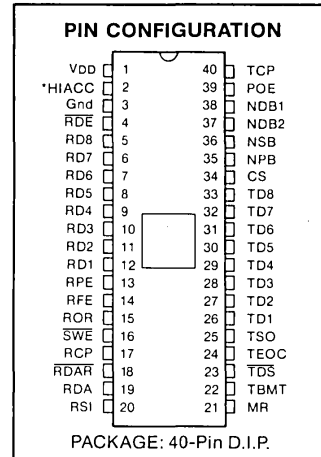 PIN CONFIGURATION
VDD 1 40 TCP
*HIACC 2 39 POE
Gnd 3 38 NDB1
RDE 4 37 NDB2
RD8 5 36 NSB
RD7 6 35 NPB
RD6 7 34 CS
RD5 8 33 TD8
RD4 9 32 TD7
RD3 10 31 TD6
RD2 11 30 TD5
RD1 12 29 TD4
RPE 13 28 TD3
RFE 14 27 TD2
ROR 15 26 TD1
SWE 16 25 TSO
RCP 17 24 TEOC
RDAR 18 23 TDS
RDA 19 22 TBMT
RSI 20 21 MR
PACKAGE: 40-Pin D.I.P.